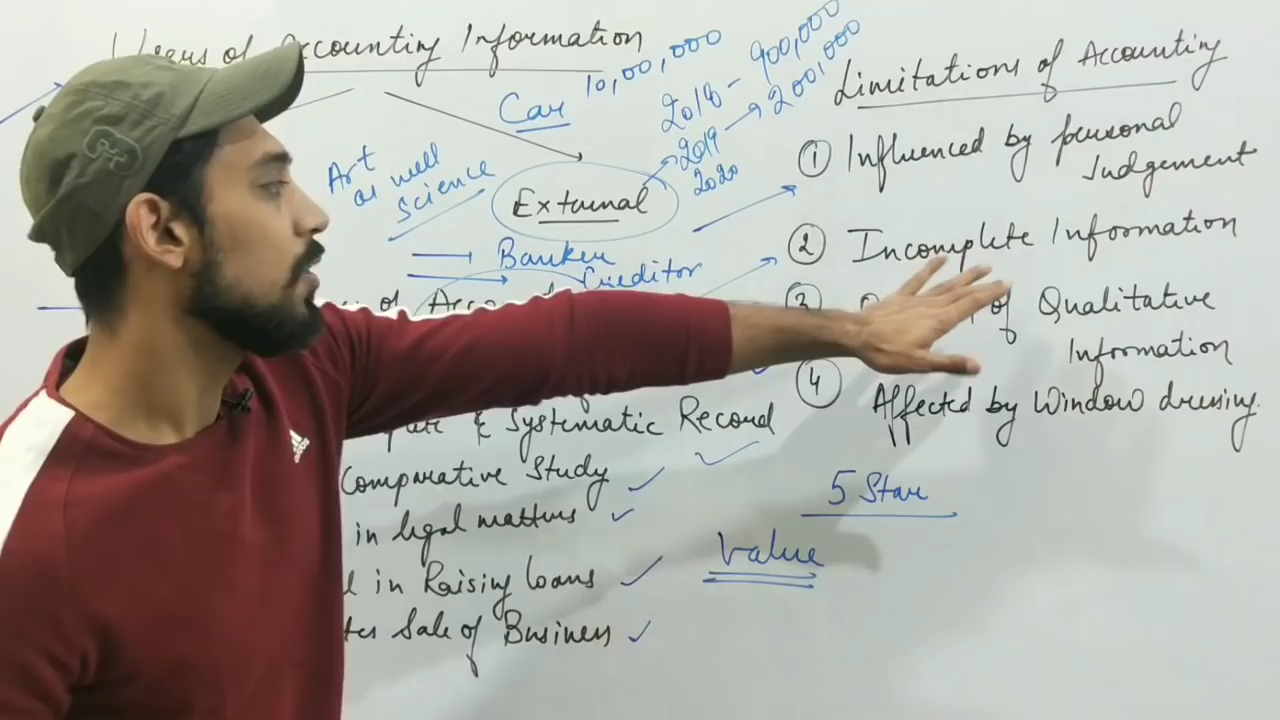 Users of Accounting Information
Car 10,00,000
2018 - 900,000
2019 → 200,000
2020
Art
as well
Science
External
Banker
Creditor
of Account
& Systematic Record
Comparative Study
in legal matters
in Raising loans
Sale of Business
Limitations of Accounting
① Influenced by personal
Judgement
② Incomplete Information
③ of Qualitative
Information
④ Affected by Window dressing.
5 Star
Value